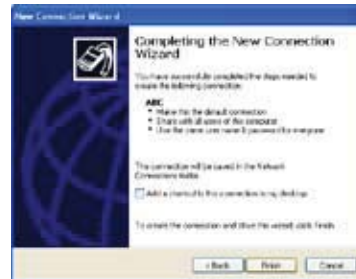 New Connection Wizard
Completing the New Connection
Wizard
You have successfully completed the steps needed to
create the following connection:
ABC
• Make this the default connection
• Share with all users of this computer
• Use the same user name & password for everyone
The connection will be saved in the Network
Connections folder.
Add a shortcut to this connection to my desktop
To create the connection and close this wizard, click Finish.
< Back
Finish
Cancel